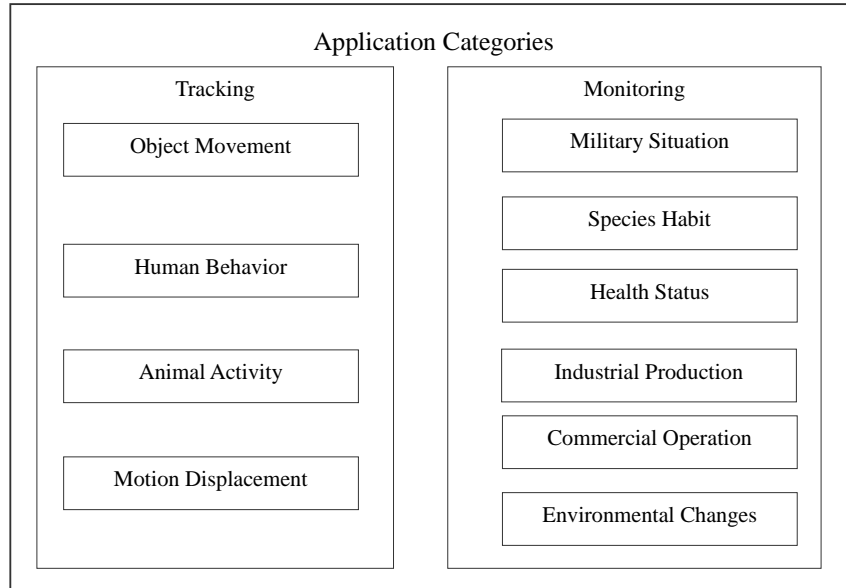 Application Categories
Tracking
Object Movement
Human Behavior
Animal Activity
Motion Displacement
Monitoring
Military Situation
Species Habit
Health Status
Industrial Production
Commercial Operation
Environmental Changes